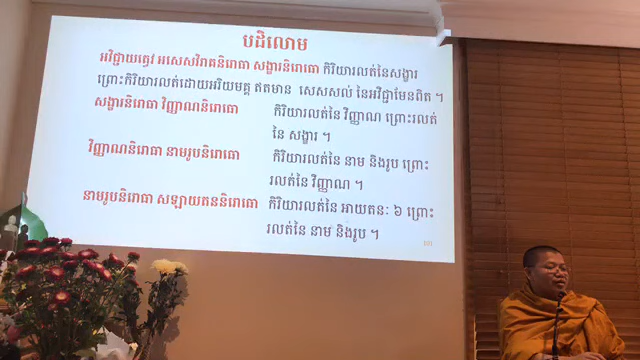 បដិលោម
អវិជ្ជាយត្វេវ អសេសវិរាគនិរោធា សង្ខារនិរោធោ កិរិយារលត់នៃសង្ខារ
ព្រោះកិរិយារលត់ដោយអរិយមគ្គ ឥតមាន សេសសល់ នៃអវិជ្ជាមែនពិត ។
សង្ខារនិរោធា វិញ្ញាណនិរោធោ កិរិយារលត់នៃ វិញ្ញាណ ព្រោះរលត់
នៃ សង្ខារ ។
វិញ្ញាណនិរោធា នាមរូបនិរោធោ កិរិយារលត់នៃ នាម និងរូប ព្រោះ
រលត់នៃ វិញ្ញាណ ។
នាមរូបនិរោធា សឡាយតននិរោធោ កិរិយារលត់នៃ អាយតនៈ ៦ ព្រោះ
រលត់នៃ នាម និងរូប ។